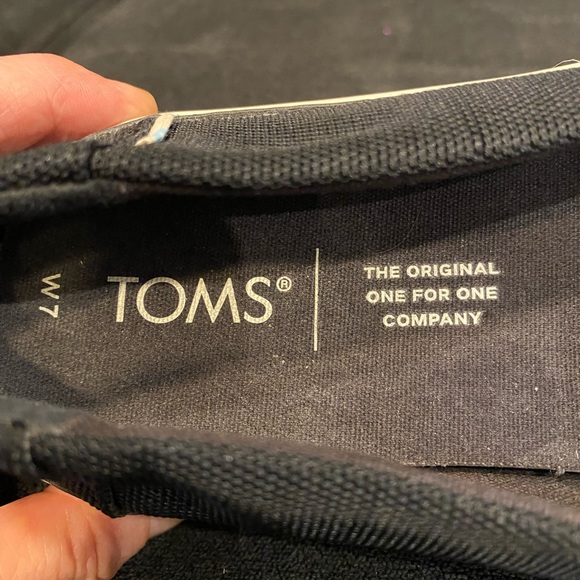 W7
TOMS®
THE ORIGINAL
ONE FOR ONE
COMPANY